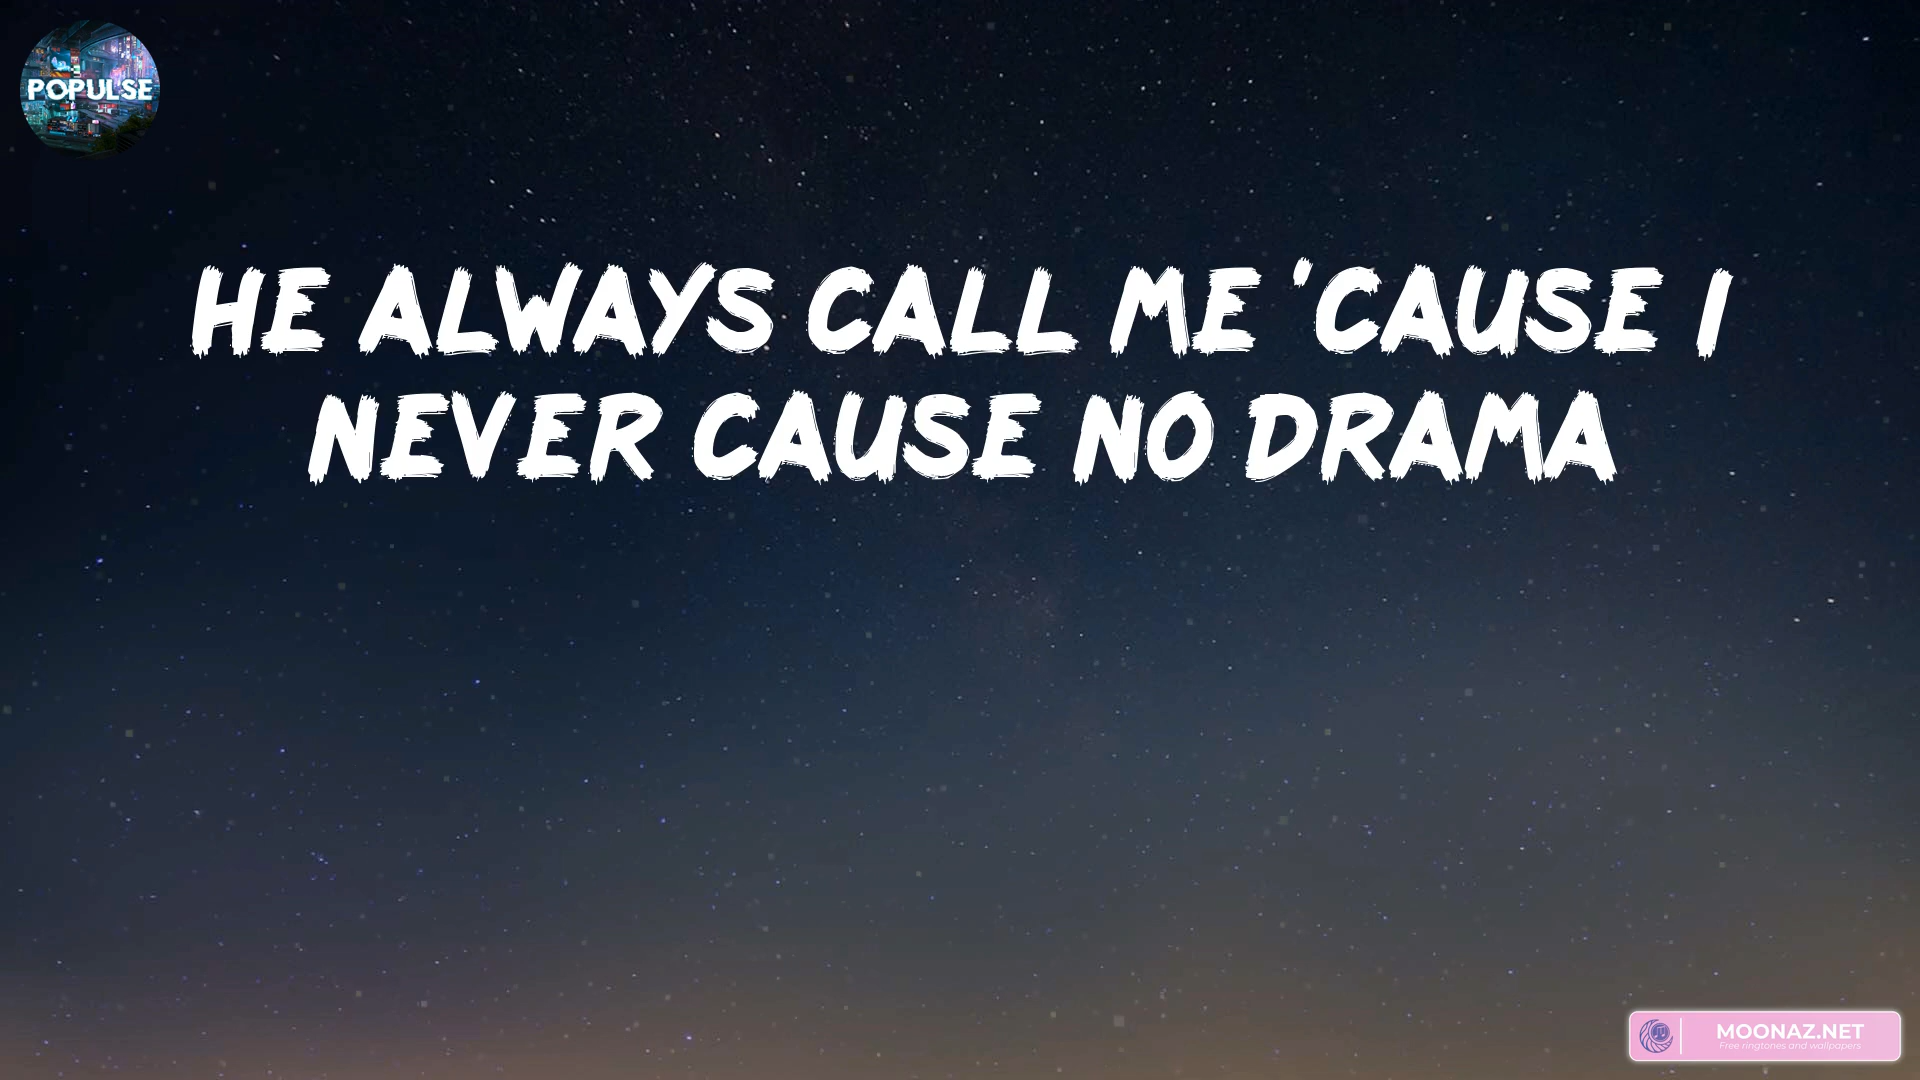 POPULSE
HE ALWAYS CALL ME 'CAUSE I
NEVER CAUSE NO DRAMA
MOONAZ.NET
Free ringtones and wallpapers